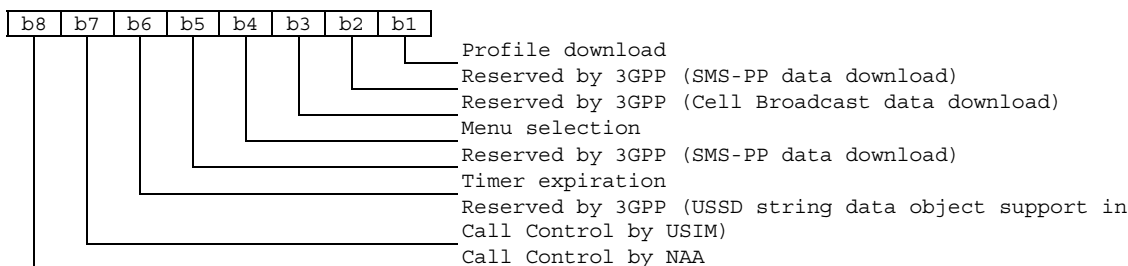 b8 b7 b6 b5 b4 b3 b2 b1
Profile download
Reserved by 3GPP (SMS-PP data download)
Reserved by 3GPP (Cell Broadcast data download)
Menu selection
Reserved by 3GPP (SMS-PP data download)
Timer expiration
Reserved by 3GPP (USSD string data object support in
Call Control by USIM)
Call Control by NAA